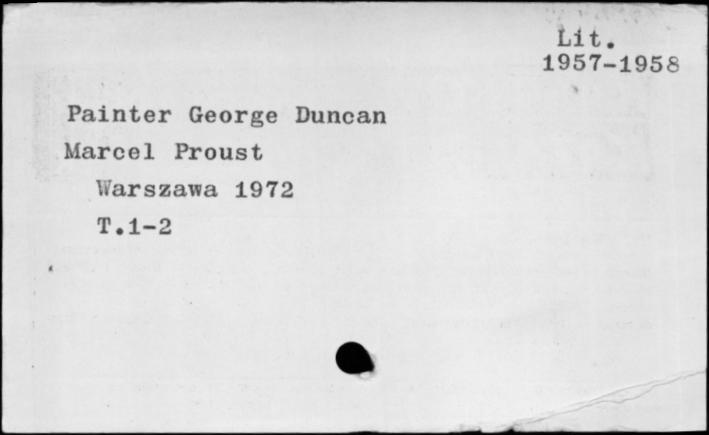 Lit.
1957-1958
Painter George Duncan
Marcel Proust
Warszawa 1972
T.1-2